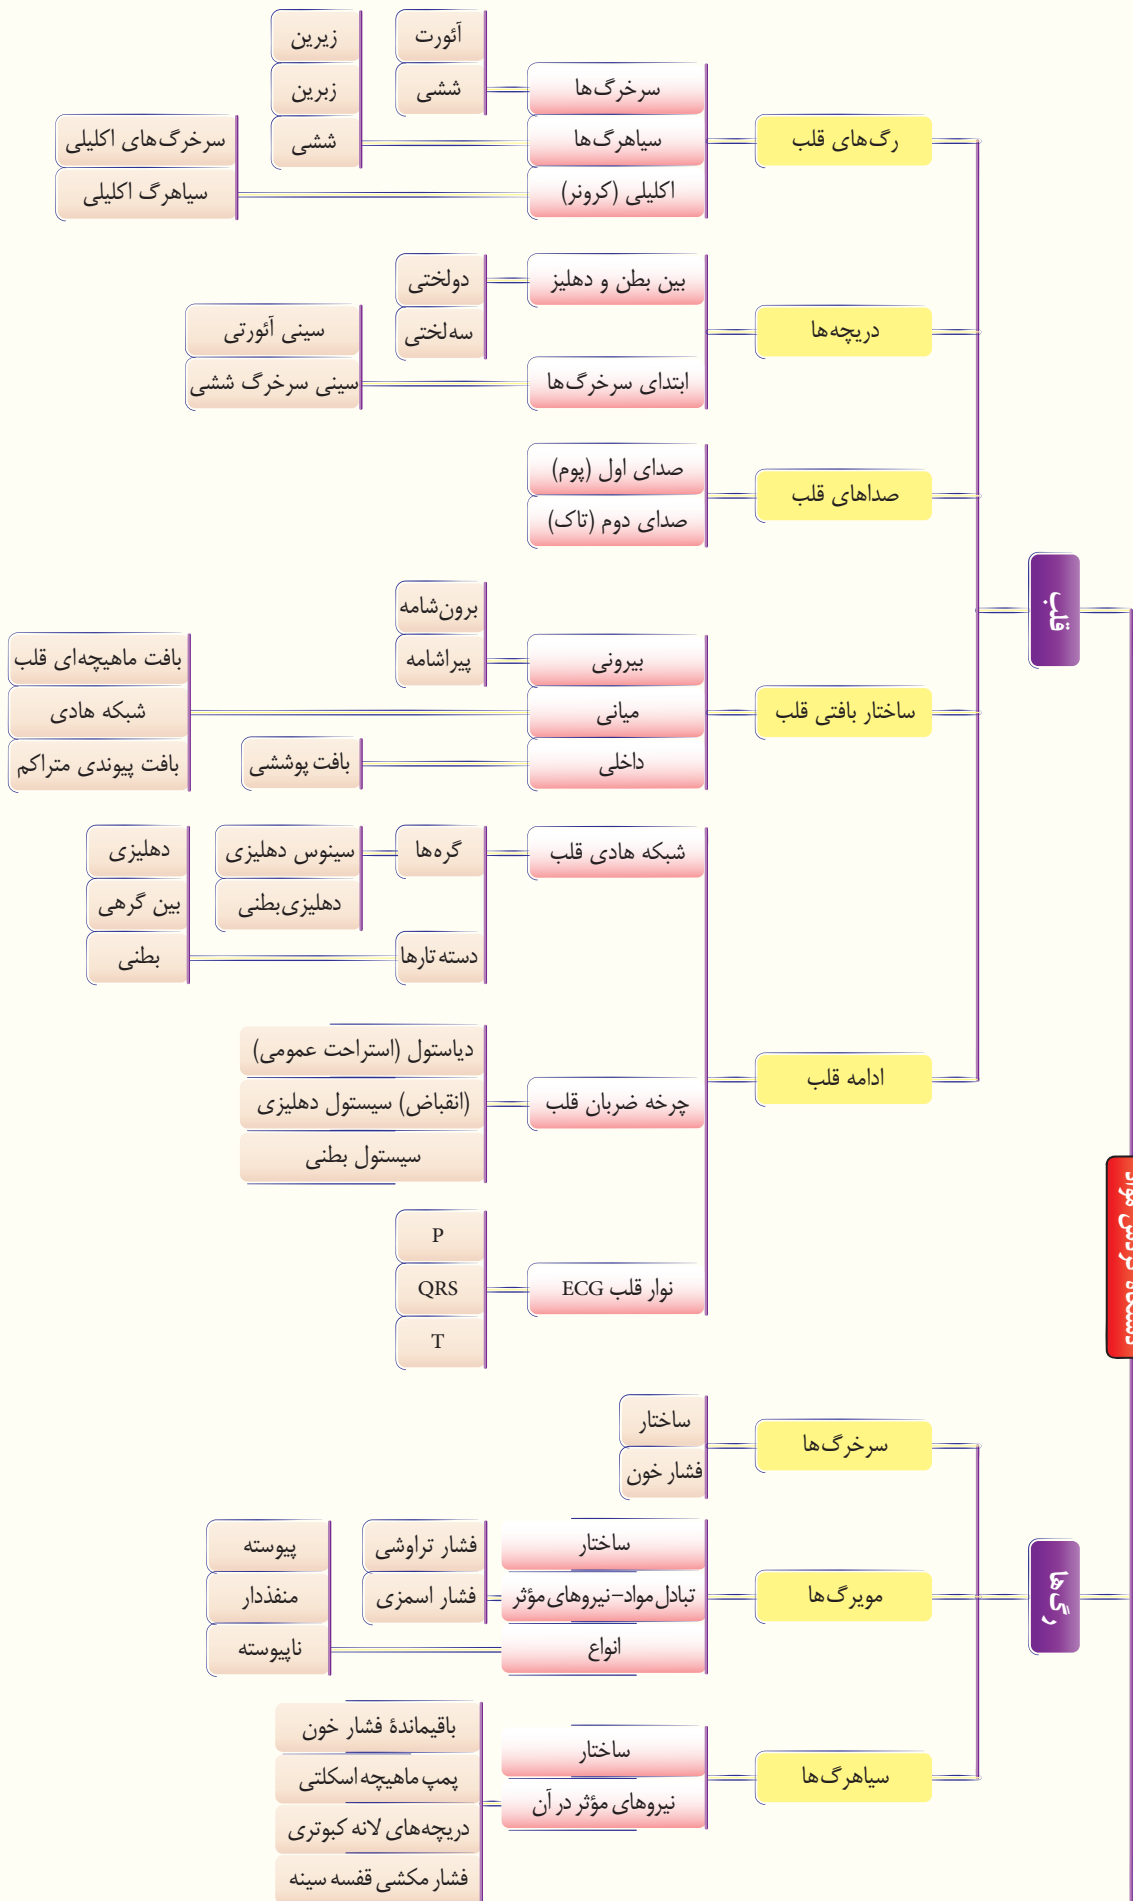 دستگاه گردش مواد
قلب
رگ‌های قلب
سرخرگ‌ها
آئورت
ششی
سیاهرگ‌ها
زیرین
زبرین
ششی
اکلیلی (کرونر)
سرخرگ‌های اکلیلی
سیاهرگ اکلیلی
دریچه‌ها
بین بطن و دهلیز
دولختی
سه‌لختی
ابتدای سرخرگ‌ها
سینی آئورتی
سینی سرخرگ ششی
صداهای قلب
صدای اول (پوم)
صدای دوم (تاک)
ساختار بافتی قلب
بیرونی
برون‌شامه
پیراشامه
میانی
بافت ماهیچه‌ای قلب
شبکه هادی
بافت پیوندی متراکم
داخلی
بافت پوششی
ادامه قلب
شبکه هادی قلب
گره‌ها
سینوس دهلیزی
دهلیزی‌بطنی
دسته تارها
دهلیزی
بین گرهی
بطنی
چرخه ضربان قلب
دیاستول (استراحت عمومی)
(انقباض) سیستول دهلیزی
سیستول بطنی
نوار قلب ECG
P
QRS
T
رگ‌ها
سرخرگ‌ها
ساختار
فشار خون
مویرگ‌ها
ساختار
تبادل مواد–نیروهای مؤثر
فشار تراوشی
فشار اسمزی
انواع
پیوسته
منفذدار
ناپیوسته
سیاهرگ‌ها
ساختار
نیروهای مؤثر در آن
باقیماندهٔ فشار خون
پمپ ماهیچه اسکلتی
دریچه‌های لانه کبوتری
فشار مکشی قفسه سینه